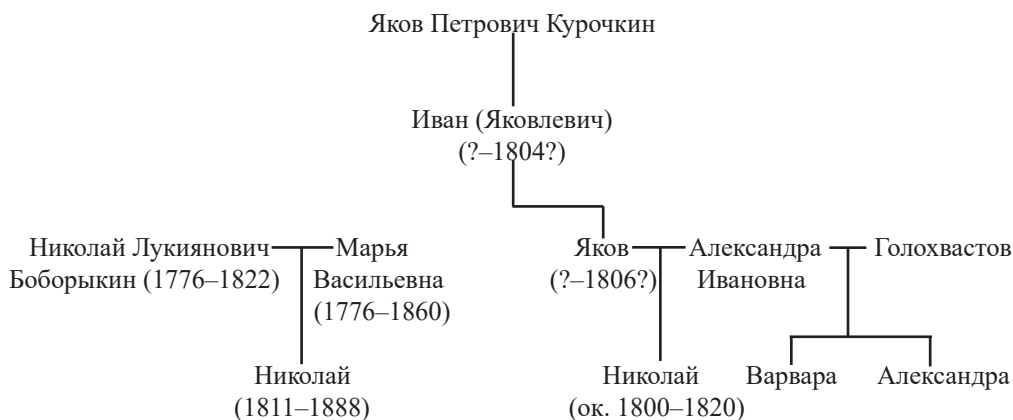 Яков Петрович Курочкин
Иван (Яковлевич)
(?–1804?)
Николай Лукиянович
Боборыкин (1776–1822)
Марья
Васильевна
(1776–1860)
Яков
(?–1806?)
Александра
Ивановна
Голохвастов
Николай
(1811–1888)
Николай
(ок. 1800–1820)
Варвара
Александра